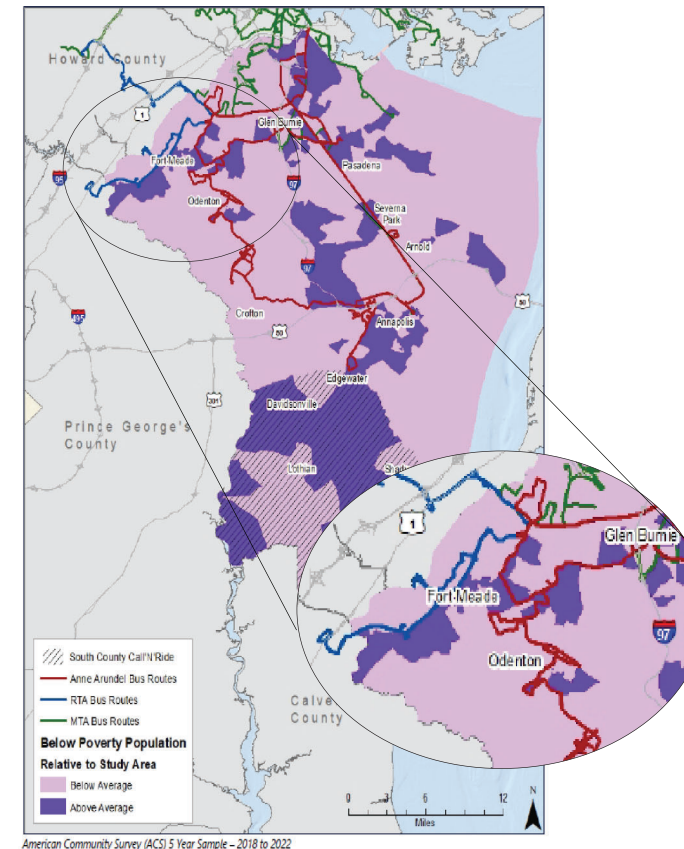 Howard County
1
Glen Burnie
Fort-Meade
Pasadena
95
97
Odenton
Severna
Park
Arnold
97
50
495
Crofton
50
Annapolis
Edgewater
Davidsonville
301
Prince George's
County
Lothian
Shady
1
Glen Burnie
Fort-Meade
97
Odenton
South County Call'N'Ride
Anne Arundel Bus Routes
RTA Bus Routes
MTA Bus Routes
Below Poverty Population
Relative to Study Area
Below Average
Above Average
Calve
County
0 3 6 12
Miles
N
American Community Survey (ACS) 5 Year Sample – 2018 to 2022